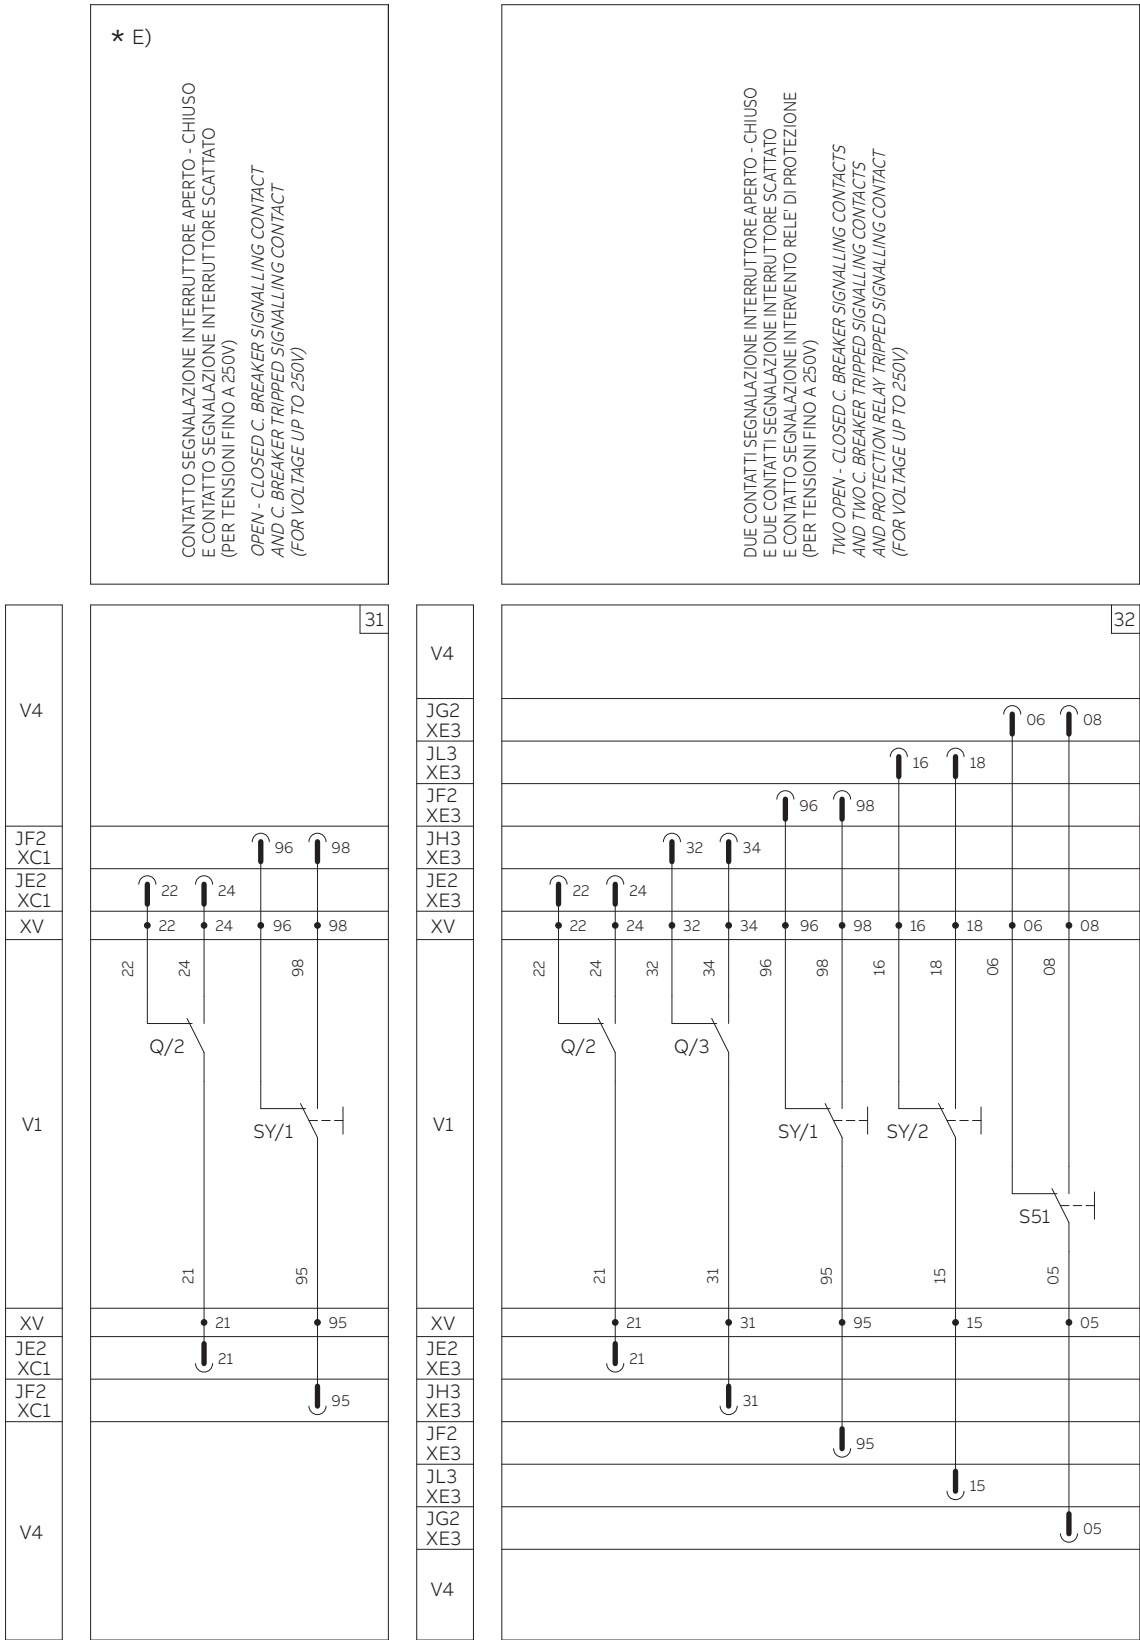 * E)
CONTATTO SEGNALAZIONE INTERRUTTORE APERTO - CHIUSO
E CONTATTO SEGNALAZIONE INTERRUTTORE SCATTATO
(PER TENSIONI FINO A 250V)
OPEN - CLOSED C. BREAKER SIGNALLING CONTACT
AND C. BREAKER TRIPPED SIGNALLING CONTACT
(FOR VOLTAGE UP TO 250V)
DUE CONTATTI SEGNALAZIONE INTERRUTTORE APERTO - CHIUSO
E DUE CONTATTI SEGNALAZIONE INTERRUTTORE SCATTATO
E CONTATTO SEGNALAZIONE INTERVENTO RELE' DI PROTEZIONE
(PER TENSIONI FINO A 250V)
TWO OPEN - CLOSED C. BREAKER SIGNALLING CONTACTS
AND TWO C. BREAKER TRIPPED SIGNALLING CONTACTS
AND PROTECTION RELAY TRIPPED SIGNALLING CONTACT
(FOR VOLTAGE UP TO 250V)
31
V4
JF2
XC1
96 98
JE2
XC1
22 24
XV
22 24 96 98
22 24 98
Q/2
V1
SY/1
21 95
XV
21 95
JE2
XC1
21
JF2
XC1
95
V4
32
V4
JG2
XE3
06 08
JL3
XE3
16 18
JF2
XE3
96 98
JH3
XE3
32 34
JE2
XE3
22 24
XV
22 24 32 34 96 98 16 18 06 08
22 24 32 34 96 98 16 18 06 08
Q/2 Q/3
V1
SY/1 SY/2
S51
21 31 95 15 05
XV
21 31 95 15 05
JE2
XE3
21
JH3
XE3
31
JF2
XE3
95
JL3
XE3
15
JG2
XE3
05
V4